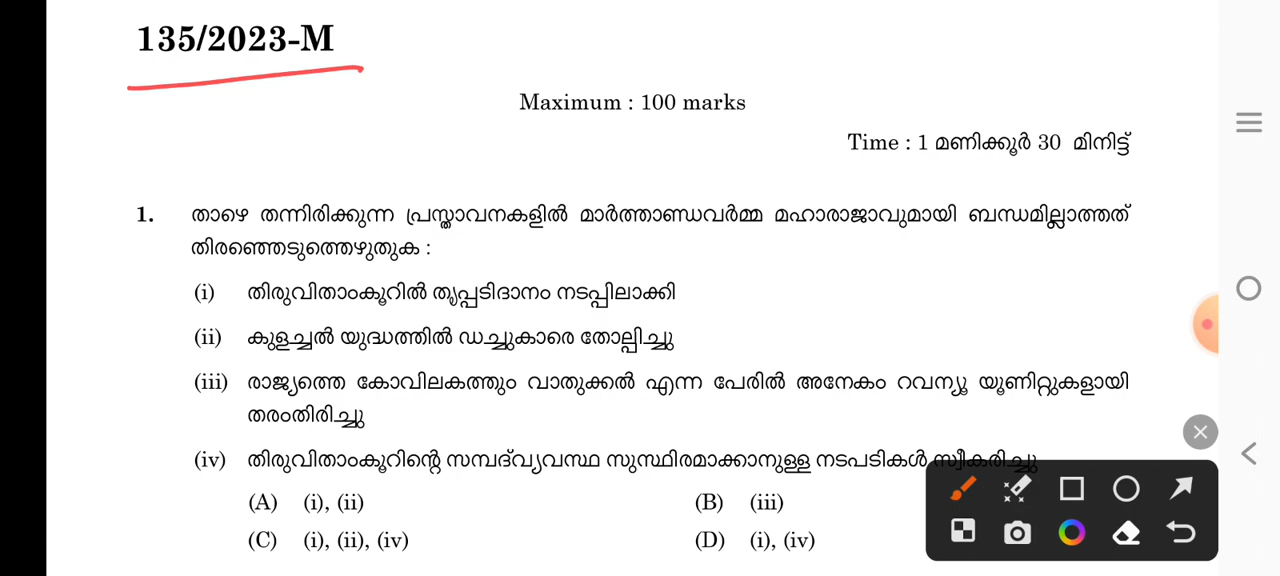 135/2023-M
Maximum : 100 marks
Time : 1 മണിക്കൂർ 30 മിനിട്ട്
1. താഴെ തന്നിരിക്കുന്ന പ്രസ്താവനകളിൽ മാർത്താണ്ഡവർമ്മ മഹാരാജാവുമായി ബന്ധമില്ലാത്തത്
തിരഞ്ഞെടുത്തെഴുതുക :
(i) തിരുവിതാംകൂറിൽ തൃപ്പടിദാനം നടപ്പിലാക്കി
(ii) കുളച്ചൽ യുദ്ധത്തിൽ ഡച്ചുകാരെ തോല്പിച്ചു
(iii) രാജ്യത്തെ കോവിലകത്തും വാതുക്കൽ എന്ന പേരിൽ അനേകം റവന്യൂ യൂണിറ്റുകളായി
തരംതിരിച്ചു
(iv) തിരുവിതാംകൂറിന്റെ സമ്പദ്‌വ്യവസ്ഥ സുസ്ഥിരമാക്കാനുള്ള നടപടികൾ സ്വീകരിച്ചു
(A) (i), (ii) (B) (iii)
(C) (i), (ii), (iv) (D) (i), (iv)